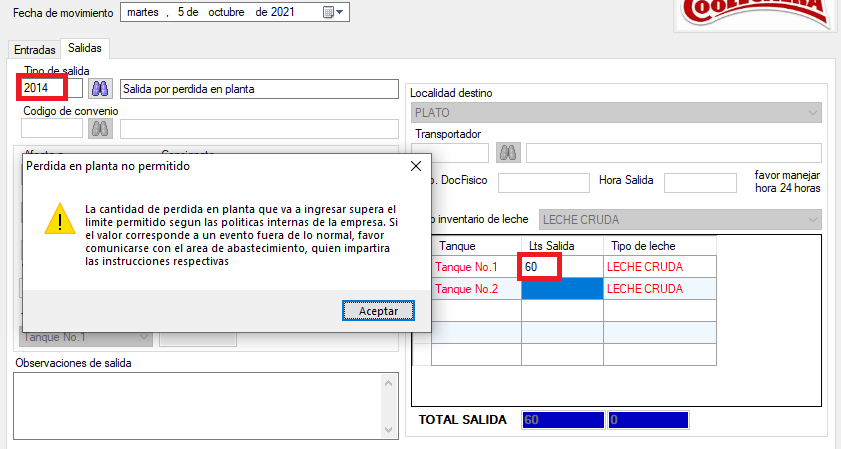 Fecha de movimiento martes , 5 de octubre de 2021
Entradas Salidas
Tipo de salida
2014 Salida por perdida en planta
Codigo de convenio
Localidad destino
PLATO
Transportador
DocFisico Hora Salida favor manejar
hora 24 horas
inventario de leche LECHE CRUDA
Perdida en planta no permitido
La cantidad de perdida en planta que va a ingresar supera el
limite permitido segun las politicas internas de la empresa. Si
el valor corresponde a un evento fuera de lo normal, favor
comunicarse con el area de abastecimiento, quien impartira
las instrucciones respectivas
Aceptar
Tanque Lts Salida Tipo de leche
Tanque No.1 60 LECHE CRUDA
Tanque No.2 LECHE CRUDA
Tanque No.1
Observaciones de salida
TOTAL SALIDA 60 0